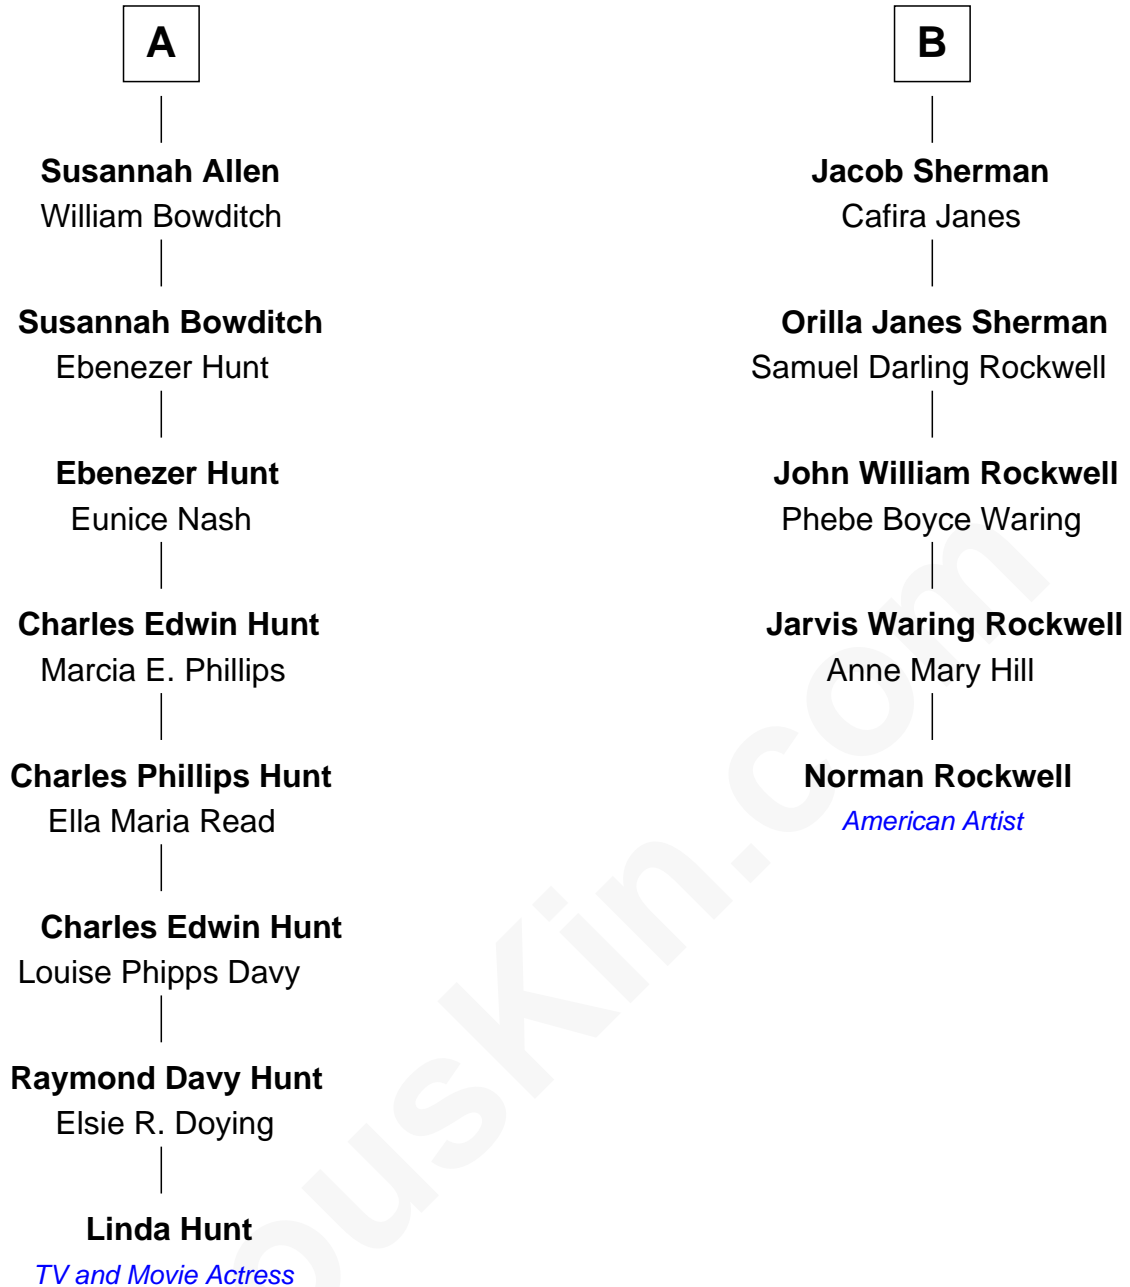 A
Susannah Allen
William Bowditch
Susannah Bowditch
Ebenezer Hunt
Ebenezer Hunt
Eunice Nash
Charles Edwin Hunt
Marcia E. Phillips
Charles Phillips Hunt
Ella Maria Read
Charles Edwin Hunt
Louise Phipps Davy
Raymond Davy Hunt
Elsie R. Doying
Linda Hunt
TV and Movie Actress
B
Jacob Sherman
Cafira Janes
Orilla Janes Sherman
Samuel Darling Rockwell
John William Rockwell
Phebe Boyce Waring
Jarvis Waring Rockwell
Anne Mary Hill
Norman Rockwell
American Artist
ousKin.com